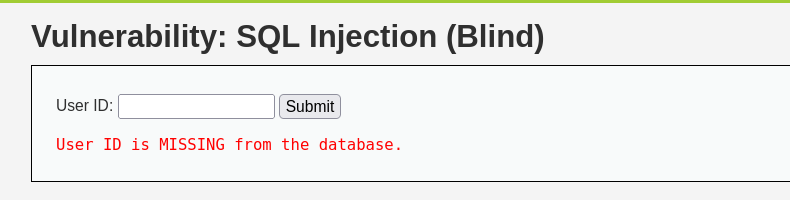 Vulnerability: SQL Injection (Blind)
User ID: Submit
User ID is MISSING from the database.